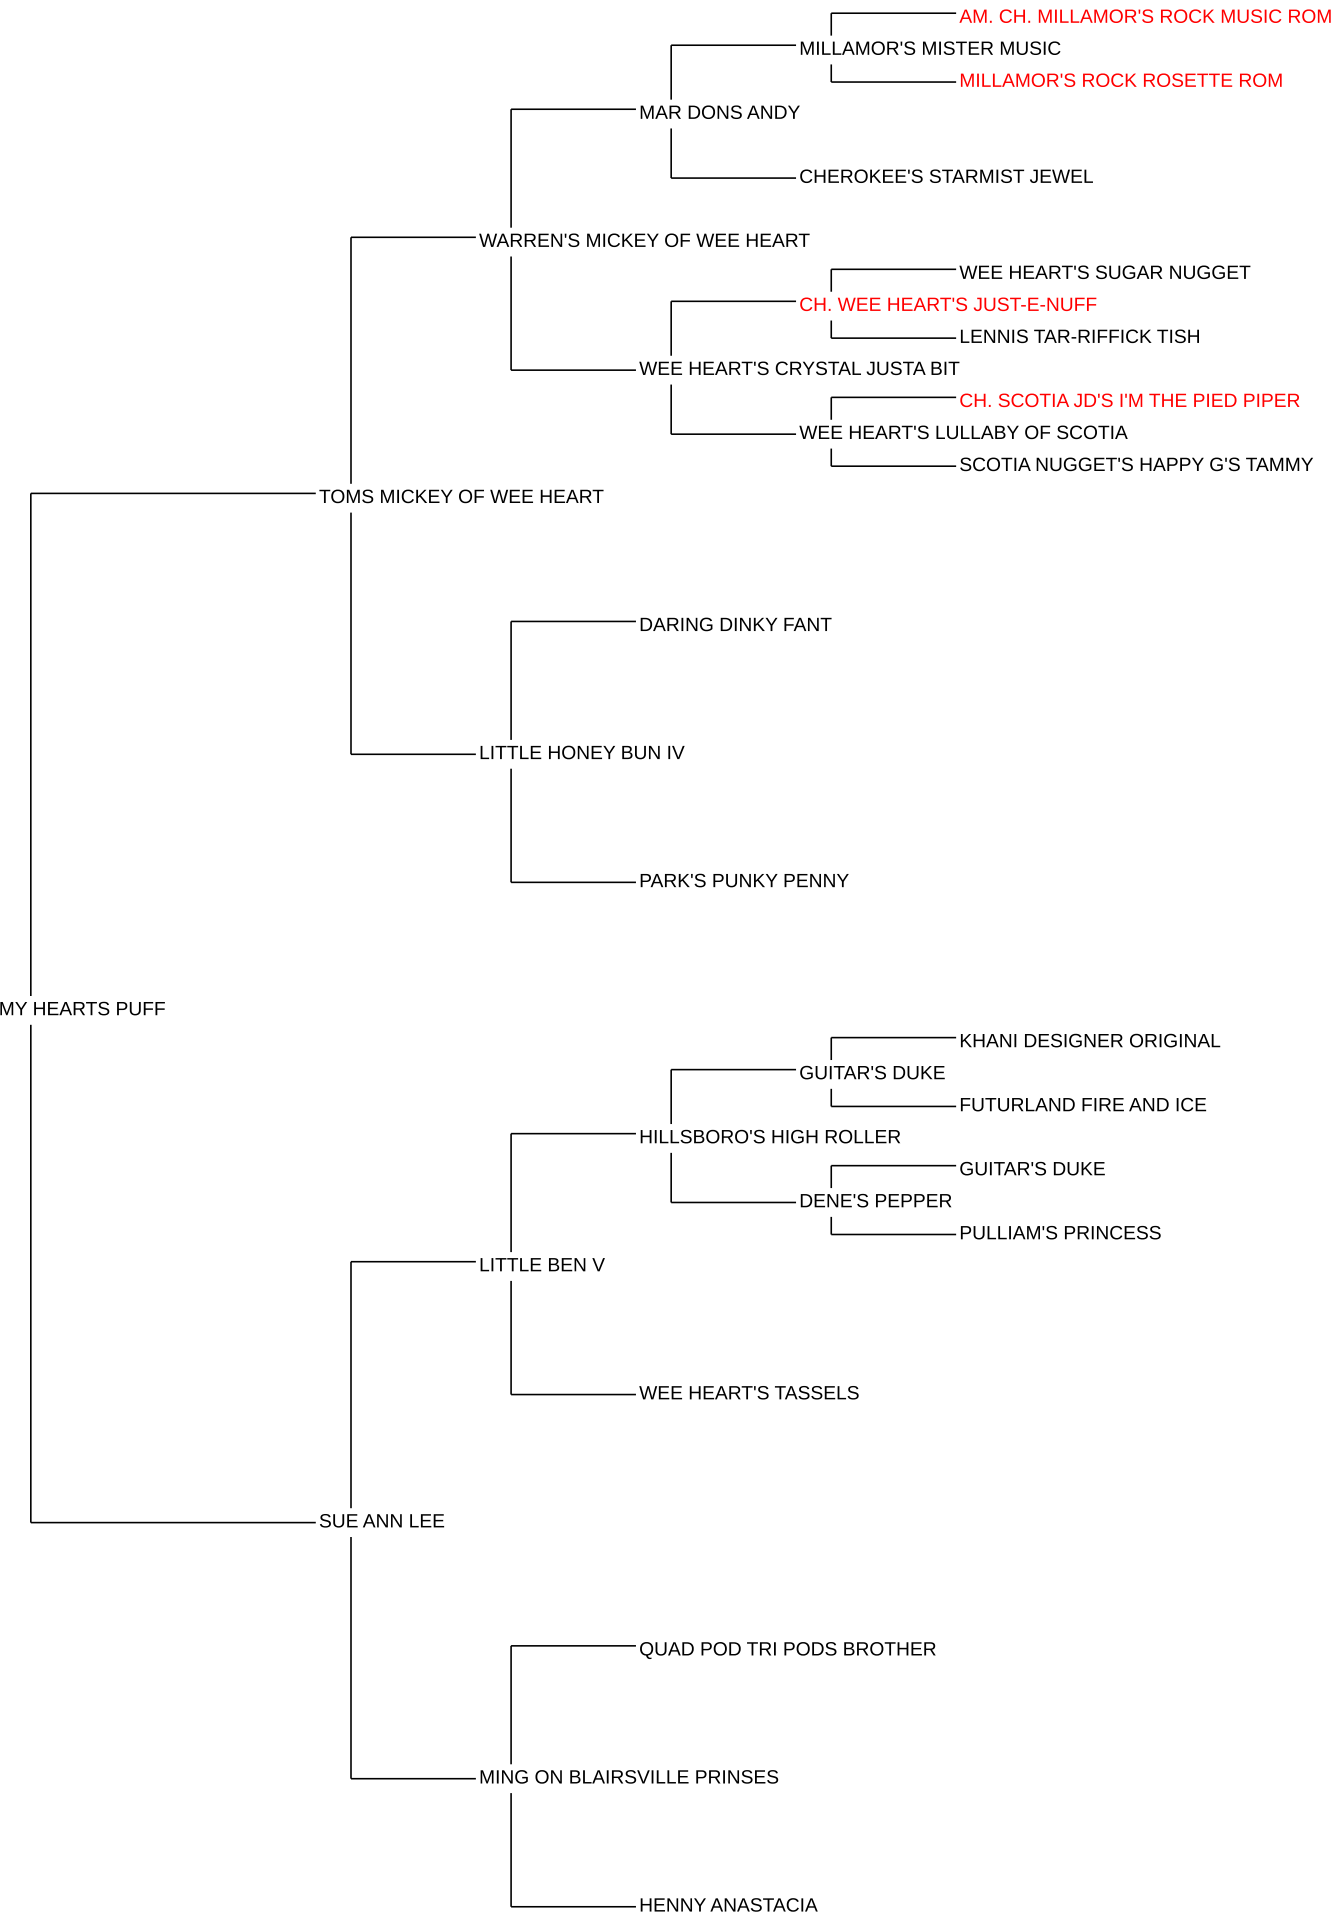 AM. CH. MILLAMOR'S ROCK MUSIC ROM
MILLAMOR'S MISTER MUSIC
MILLAMOR'S ROCK ROSETTE ROM
MAR DONS ANDY
CHEROKEE'S STARMIST JEWEL
WARREN'S MICKEY OF WEE HEART
WEE HEART'S SUGAR NUGGET
CH. WEE HEART'S JUST-E-NUFF
LENNIS TAR-RIFFICK TISH
WEE HEART'S CRYSTAL JUSTA BIT
CH. SCOTIA JD'S I'M THE PIED PIPER
WEE HEART'S LULLABY OF SCOTIA
SCOTIA NUGGET'S HAPPY G'S TAMMY
TOMS MICKEY OF WEE HEART
DARING DINKY FANT
LITTLE HONEY BUN IV
PARK'S PUNKY PENNY
MY HEARTS PUFF
KHANI DESIGNER ORIGINAL
GUITAR'S DUKE
FUTURLAND FIRE AND ICE
HILLSBORO'S HIGH ROLLER
GUITAR'S DUKE
DENE'S PEPPER
PULLIAM'S PRINCESS
LITTLE BEN V
WEE HEART'S TASSELS
SUE ANN LEE
QUAD POD TRI PODS BROTHER
MING ON BLAIRSVILLE PRINSES
HENNY ANASTACIA